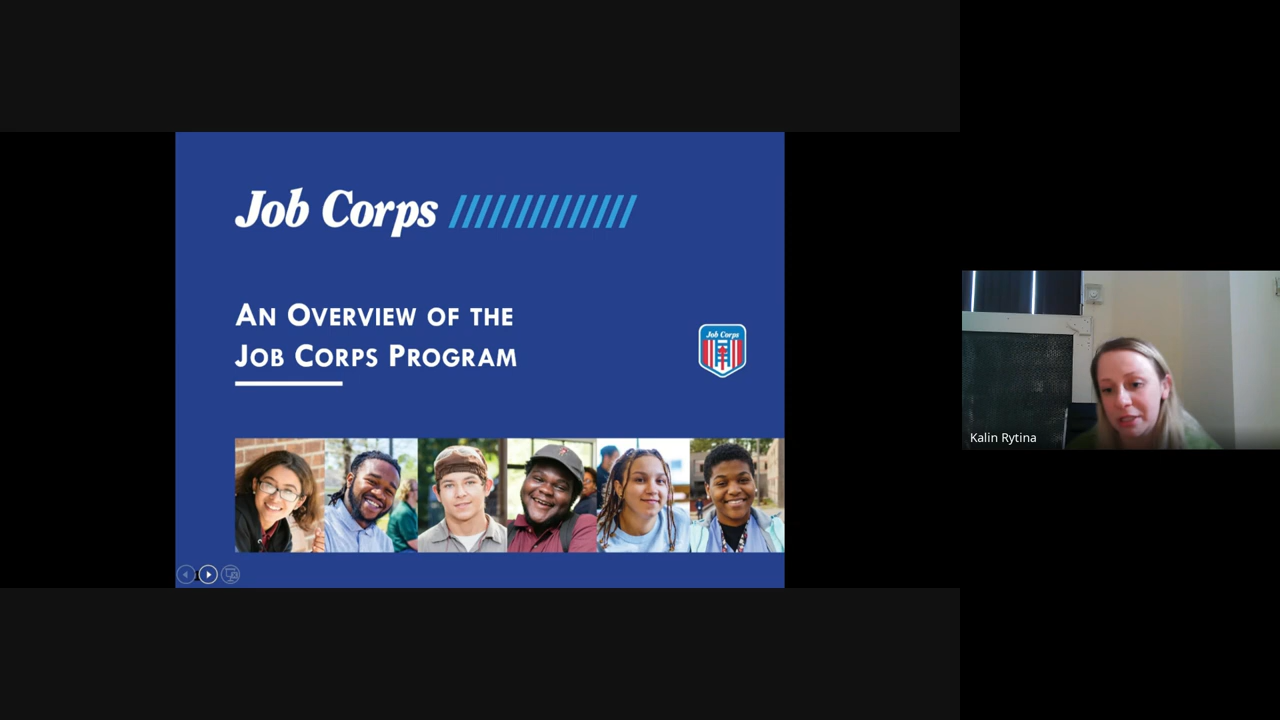 Job Corps
AN OVERVIEW OF THE
JOB CORPS PROGRAM
Job Corps
Kalin Rytina